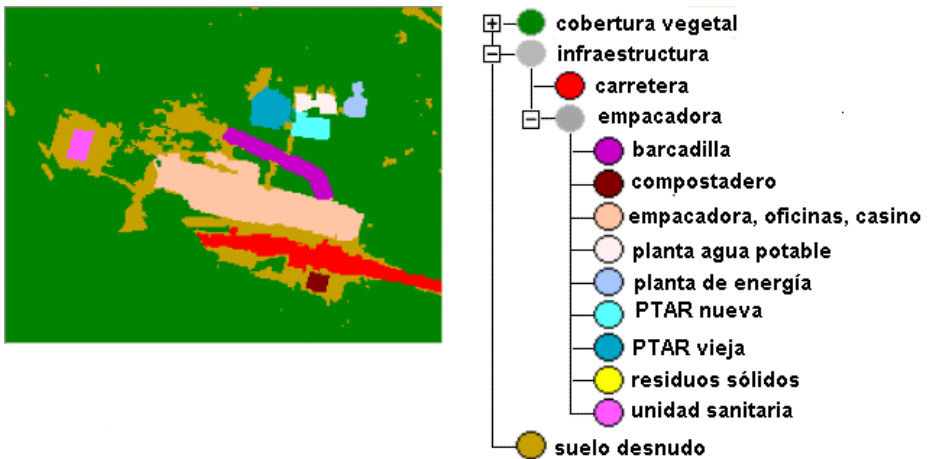 cobertura vegetal
infraestructura
carretera
empacadora
barcadilla
compostadero
empacadora, oficinas, casino
planta agua potable
planta de energía
PTAR nueva
PTAR vieja
residuos sólidos
unidad sanitaria
suelo desnudo